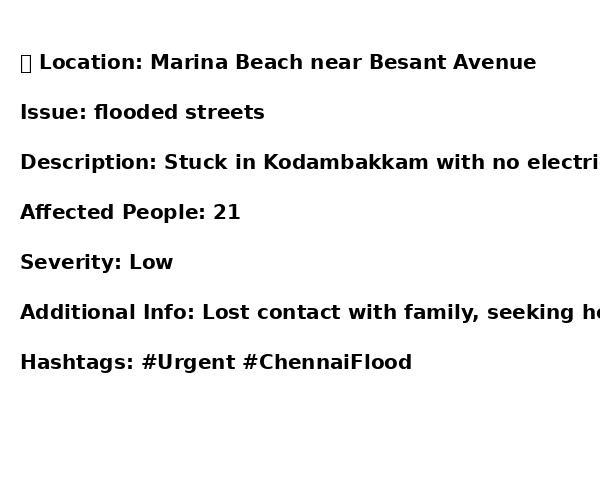 Location: Marina Beach near Besant Avenue
Issue: flooded streets
Description: Stuck in Kodambakkam with no electri
Affected People: 21
Severity: Low
Additional Info: Lost contact with family, seeking
Hashtags: #Urgent #ChennaiFlood